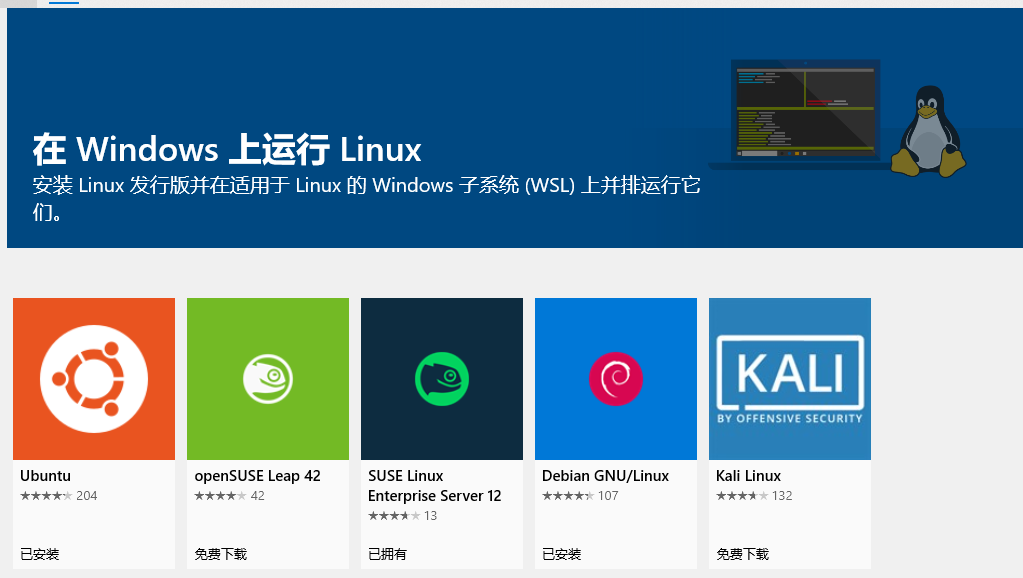 在 Windows 上运行 Linux
安装 Linux 发行版并在适用于 Linux 的 Windows 子系统 (WSL) 上并排运行它
们。
KALI
BY OFFENSIVE SECURITY
Ubuntu
204
已安装
openSUSE Leap 42
42
免费下载
SUSE Linux
Enterprise Server 12
13
已拥有
Debian GNU/Linux
107
已安装
Kali Linux
132
免费下载